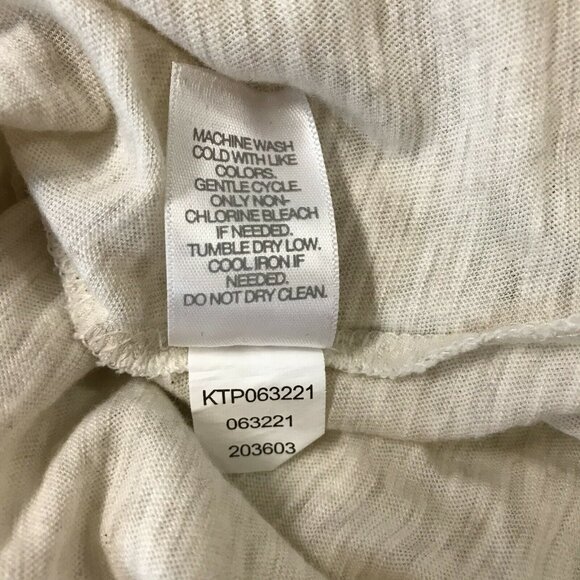 MACHINE WASH
COLD WITH LIKE
COLORS.
GENTLE CYCLE.
ONLY NON-
CHLORINE BLEACH
IF NEEDED.
TUMBLE DRY LOW.
COOL IRON IF
NEEDED.
DO NOT DRY CLEAN.
KTP063221
063221
203603